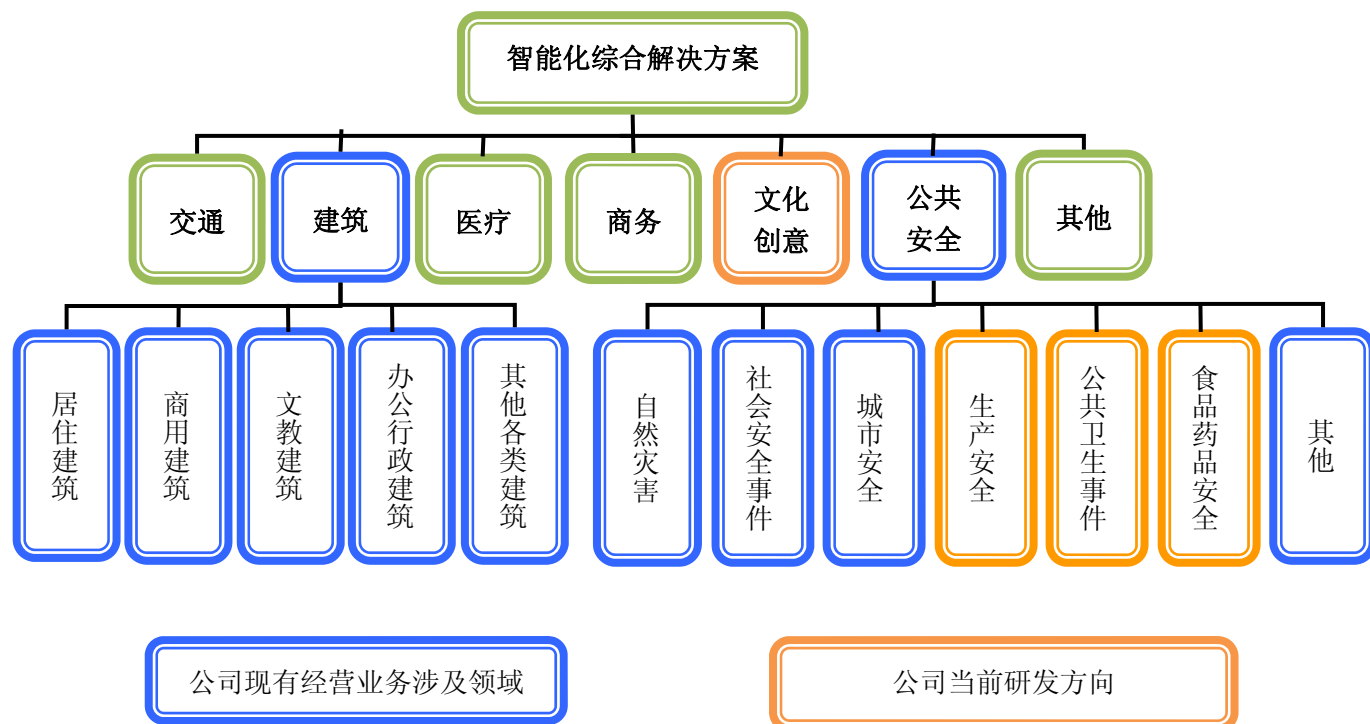 智能化综合解决方案
交通
建筑
医疗
商务
文化
创意
公共
安全
其他
居住建筑
商用建筑
文教建筑
办公行政建筑
其他各类建筑
自然灾害
社会安全事件
城市安全
生产安全
公共卫生事件
食品药品安全
其他
公司现有经营业务涉及领域
公司当前研发方向